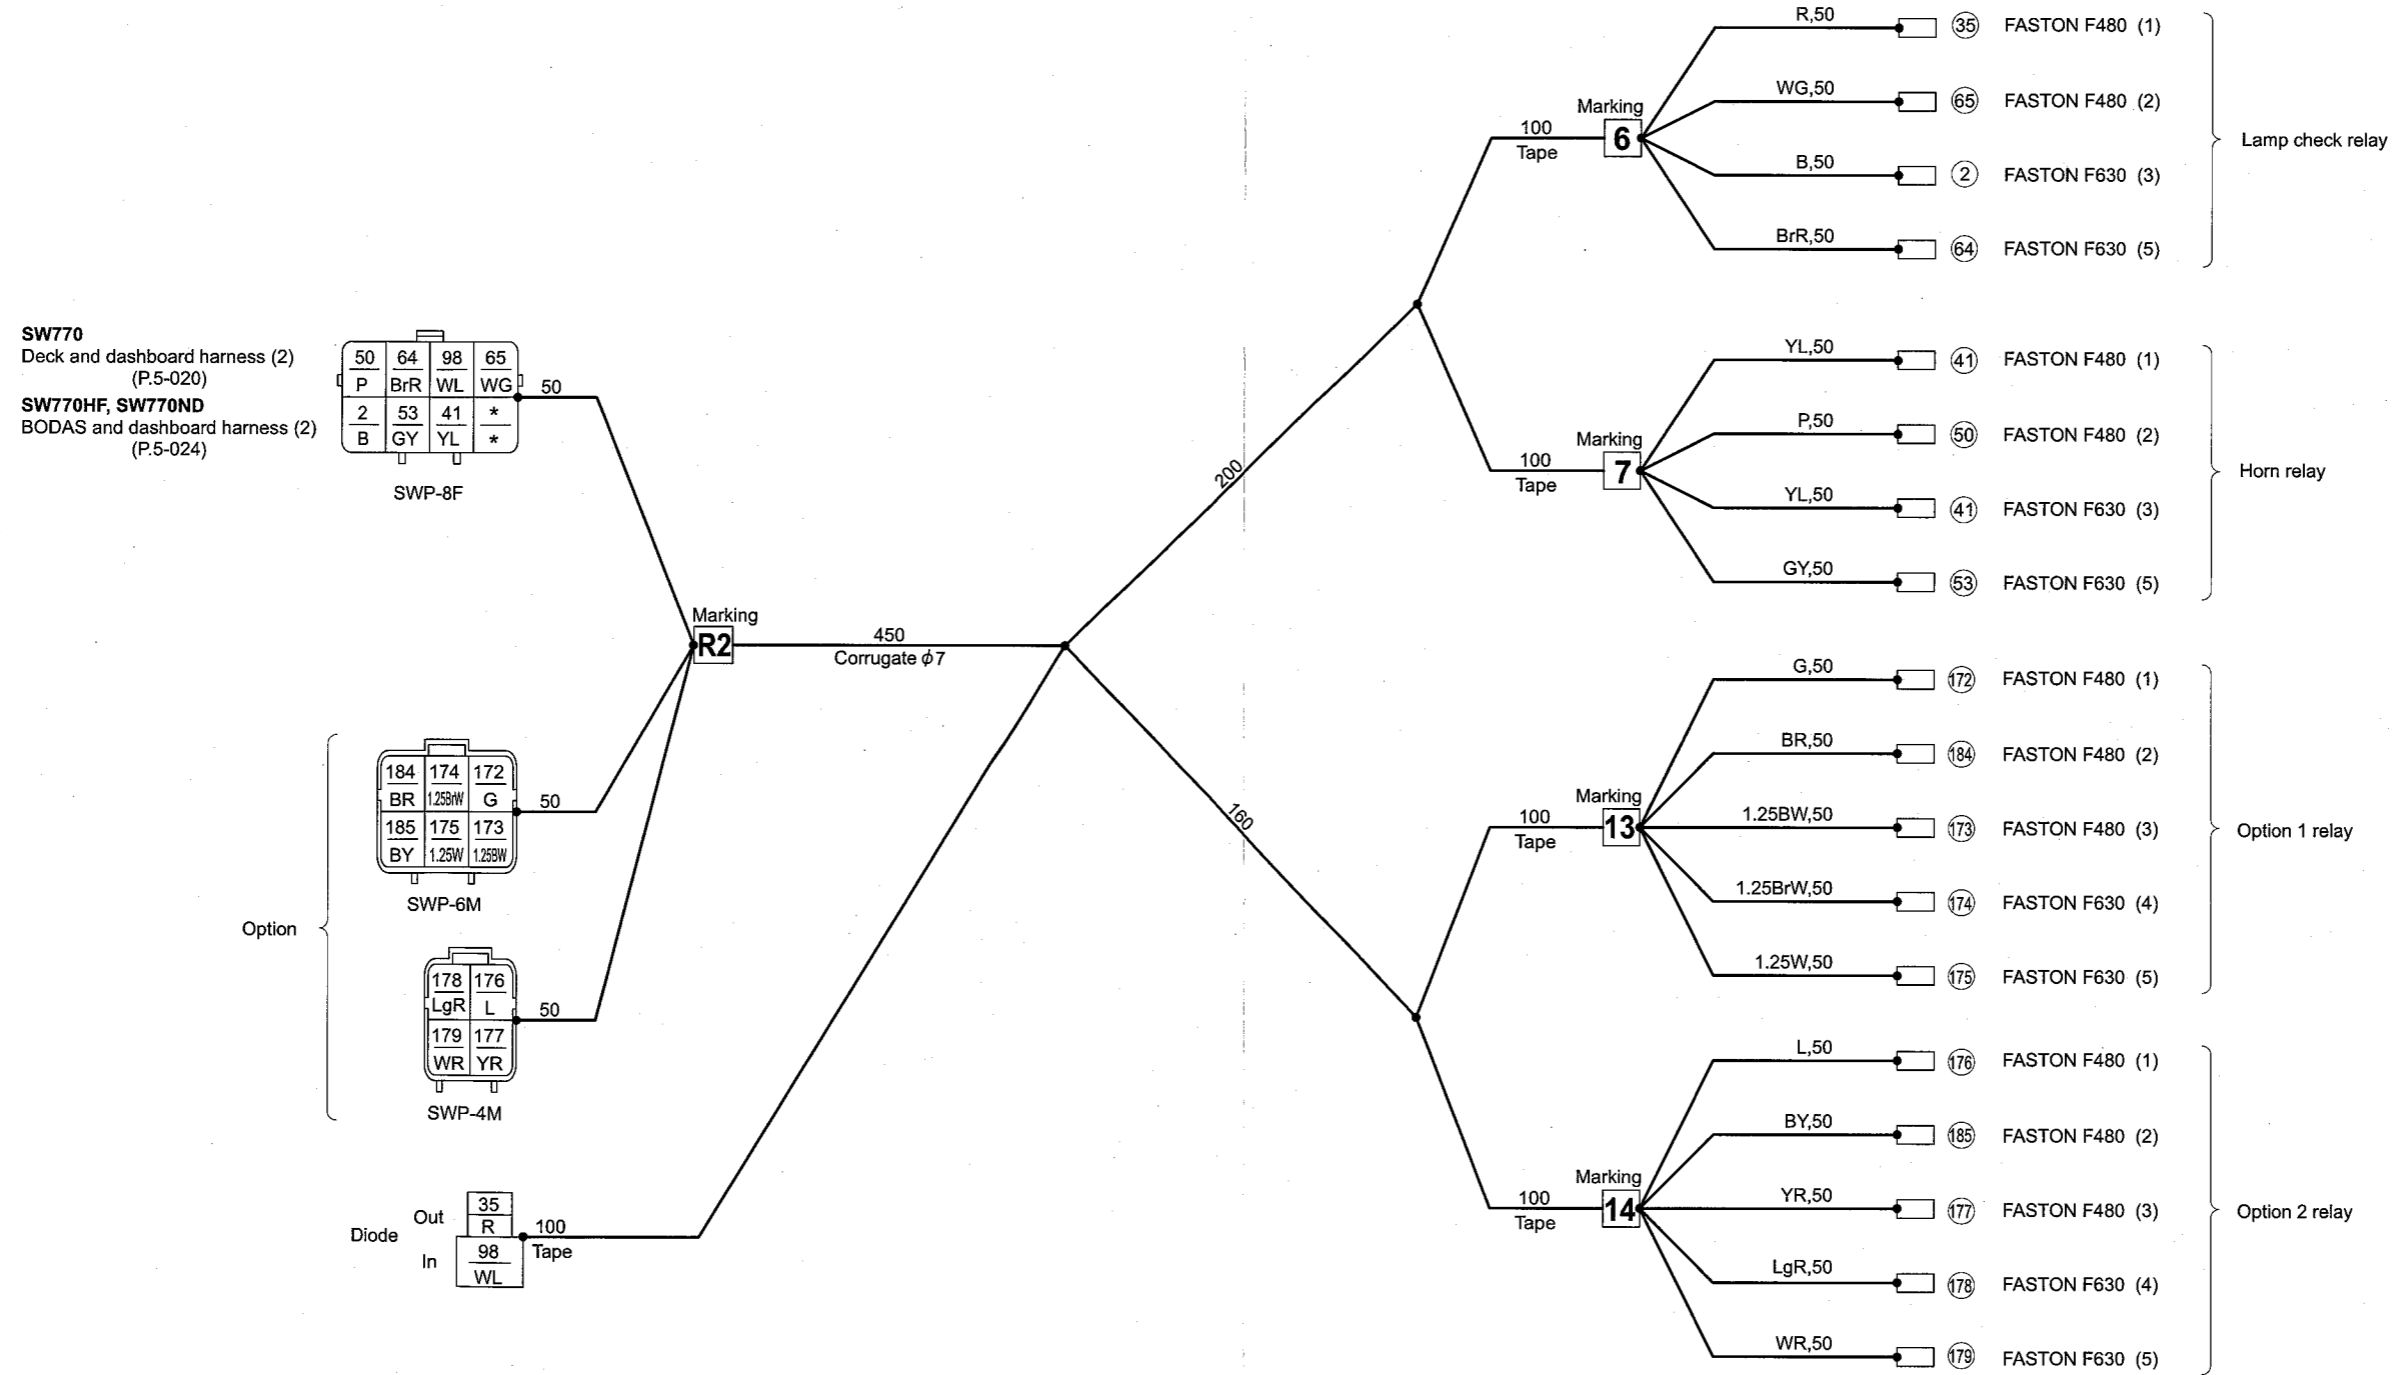 SW770
Deck and dashboard harness (2)
(P.5-020)
SW770HF, SW770ND
BODAS and dashboard harness (2)
(P.5-024)
50 64 98 65
P BrR WL WG
2 53 41 *
B GY YL *
SWP-8F
50
Option
184 174 172
BR 1.25BrW G
185 175 173
BY 1.25W 1.25BW
SWP-6M
50
178 176
LgR L
179 177
WR YR
SWP-4M
50
Diode
Out
In
35
R
98
WL
100
Tape
Marking
R2
450
Corrugate ϕ7
200
160
100
Tape
Marking
6
R,50 35 FASTON F480 (1)
WG,50 65 FASTON F480 (2)
B,50 2 FASTON F630 (3)
BrR,50 64 FASTON F630 (5)
Lamp check relay
100
Tape
Marking
7
YL,50 41 FASTON F480 (1)
P,50 50 FASTON F480 (2)
YL,50 41 FASTON F630 (3)
GY,50 53 FASTON F630 (5)
Horn relay
100
Tape
Marking
13
G,50 172 FASTON F480 (1)
BR,50 184 FASTON F480 (2)
1.25BW,50 173 FASTON F480 (3)
1.25BrW,50 174 FASTON F630 (4)
1.25W,50 175 FASTON F630 (5)
Option 1 relay
100
Tape
Marking
14
L,50 176 FASTON F480 (1)
BY,50 185 FASTON F480 (2)
YR,50 177 FASTON F480 (3)
LgR,50 178 FASTON F630 (4)
WR,50 179 FASTON F630 (5)
Option 2 relay